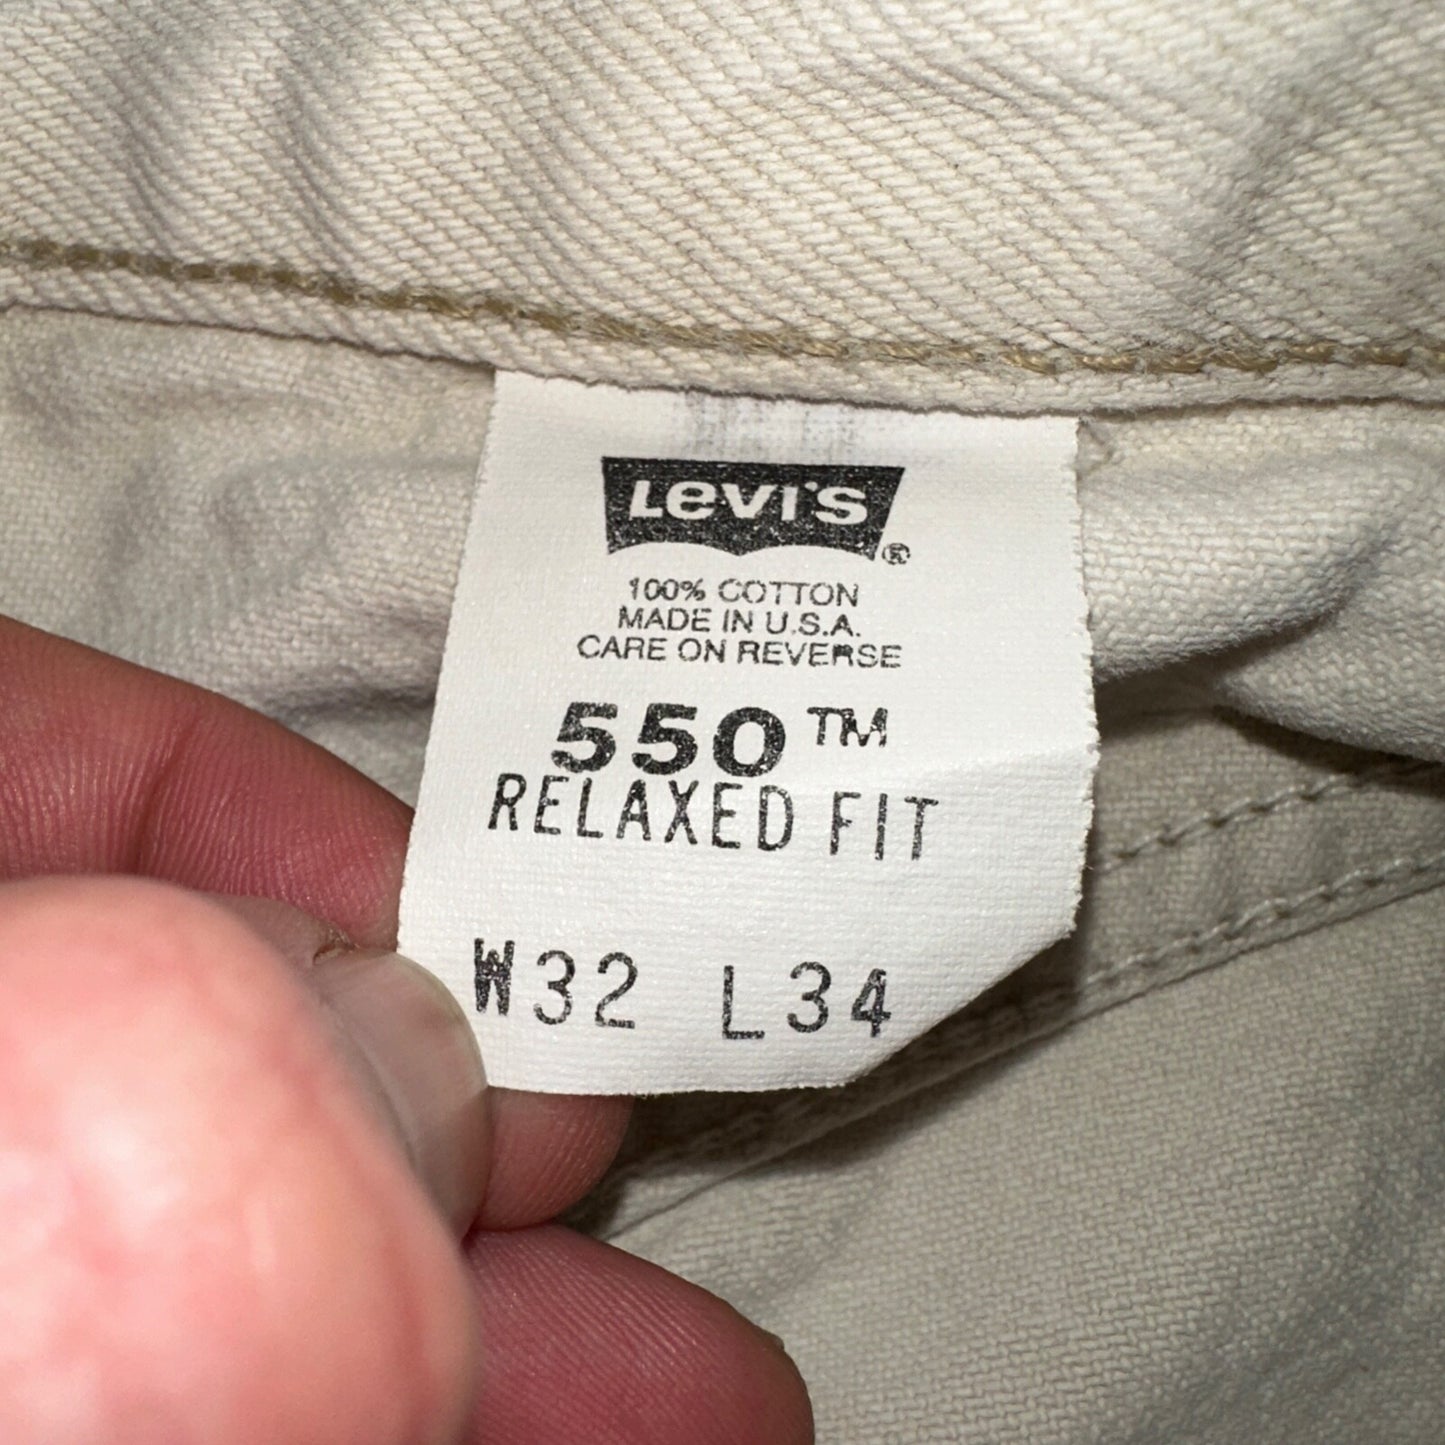 Levi's®
100% COTTON
MADE IN U.S.A.
CARE ON REVERSE
550™
RELAXED FIT
W32 L34